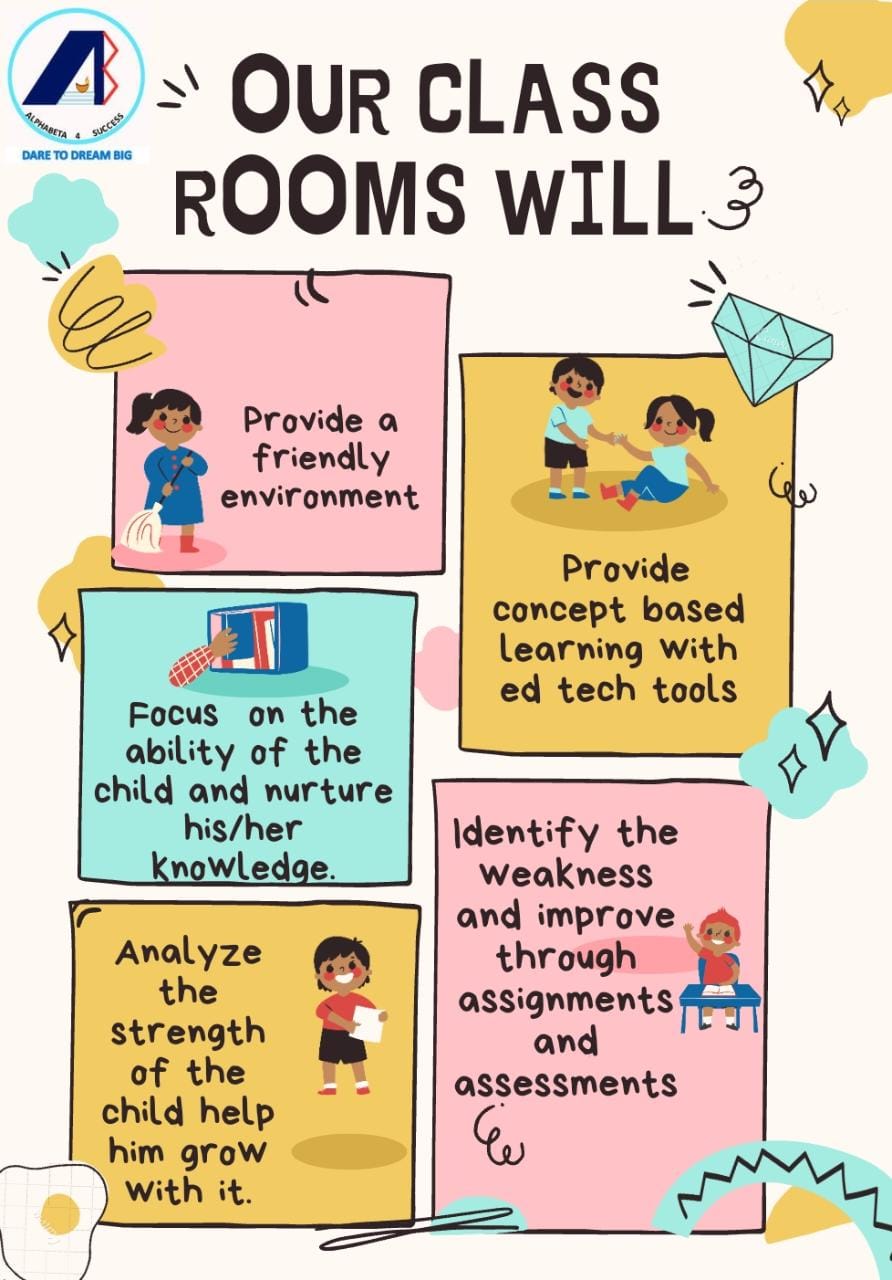 ALPHABETA 4 SUCCESS
DARE TO DREAM BIG
OUR CLASS
ROOMS WILL
Provide a
friendly
environment
Provide
concept based
learning with
ed tech tools
Focus on the
ability of the
child and nurture
his/her
knowledge.
Identify the
weakness
and improve
through
assignments
and
assessments
Analyze
the
strength
of the
child help
him grow
with it.